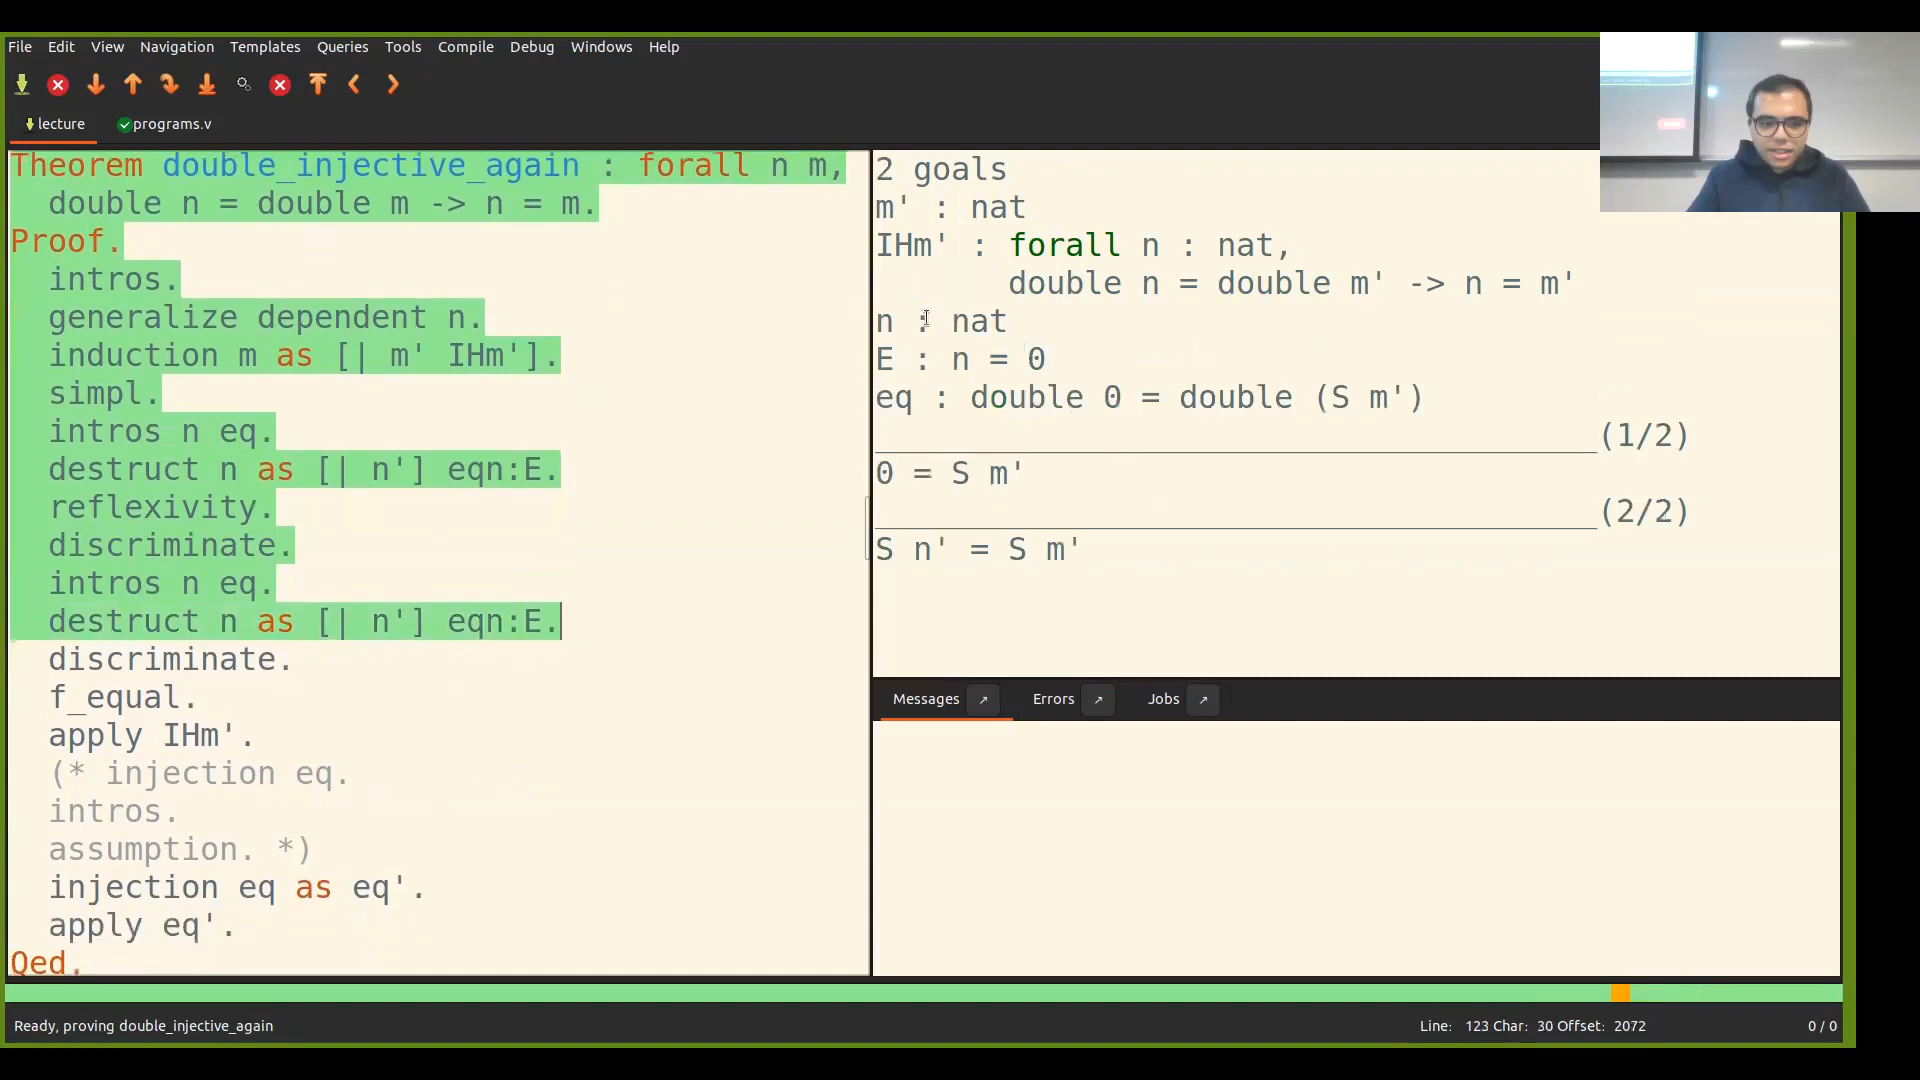 File Edit View Navigation Templates Queries Tools Compile Debug Windows Help
lecture programs.v
Theorem double_injective_again : forall n m,
double n = double m -> n = m.
Proof.
intros.
generalize dependent n.
induction m as [| m' IHm'].
simpl.
intros n eq.
destruct n as [| n'] eqn:E.
reflexivity.
discriminate.
intros n eq.
destruct n as [| n'] eqn:E.
discriminate.
f_equal.
apply IHm'.
(* injection eq.
intros.
assumption. *)
injection eq as eq'.
apply eq'.
Qed.
2 goals
m' : nat
IHm' : forall n : nat,
double n = double m' -> n = m'
n : nat
E : n = 0
eq : double 0 = double (S m')
(1/2)
0 = S m'
(2/2)
S n' = S m'
Messages Errors Jobs
Ready, proving double_injective_again
Line: 123 Char: 30 Offset: 2072 0 / 0